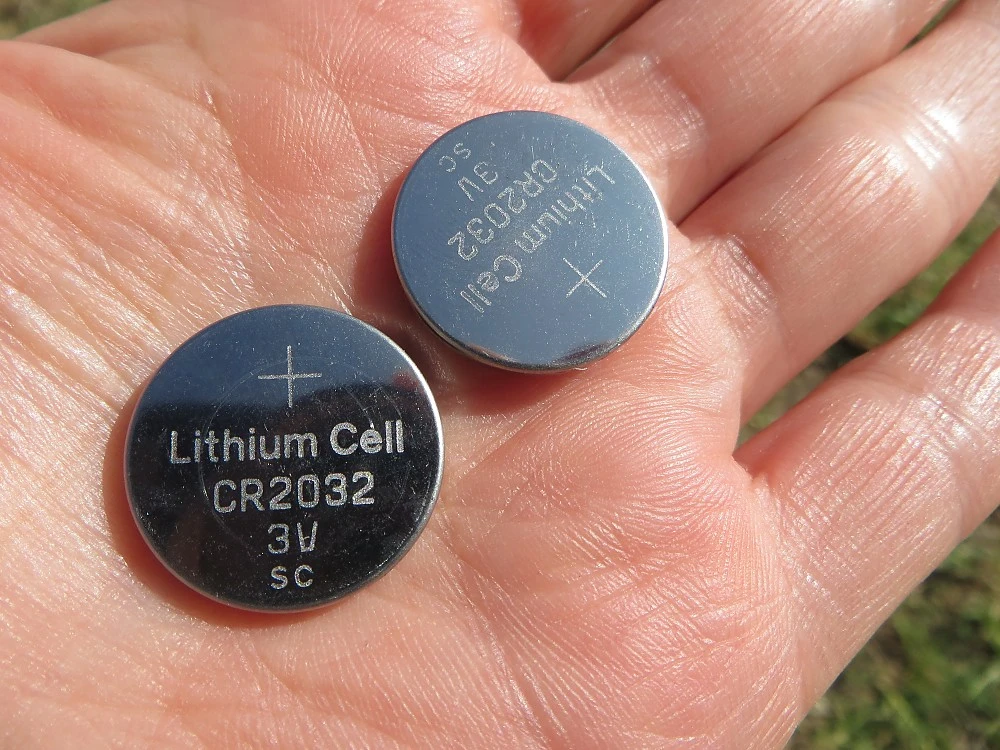 +
Lithium Cell
CR2032
3V
SC
+
Lithium Cell
CR2032
3V
SC